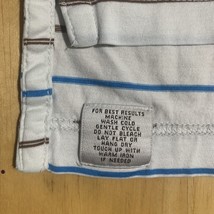 FOR BEST RESULTS
MACHINE
WASH COLD
GENTLE CYCLE
DO NOT BLEACH
LAY FLAT OR
HANG DRY
TOUCH UP WITH
WARM IRON
IF NEEDED